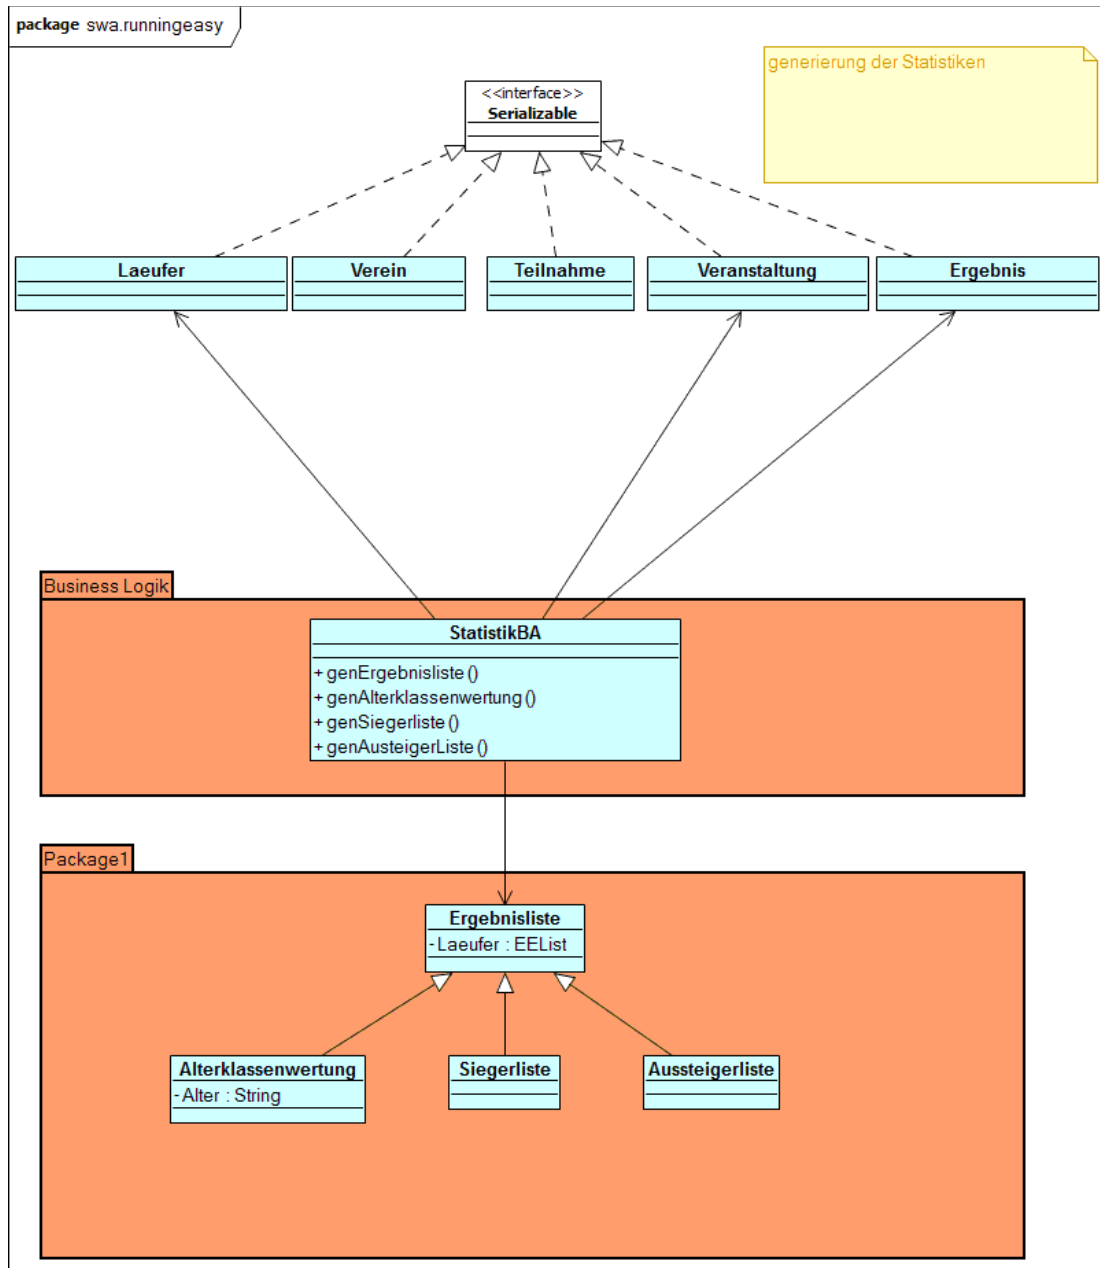 package swa.runningeasy
generierung der Statistiken
<<interface>>
Serializable
Laeufer
Verein
Teilnahme
Veranstaltung
Ergebnis
Business Logik
StatistikBA
+ genErgebnisliste ()
+ genAlterklassenwertung ()
+ genSiegerliste ()
+ genAusteigerListe ()
Package1
Ergebnisliste
- Laeufer : EEList
Alterklassenwertung
- Alter : String
Siegerliste
Aussteigerliste